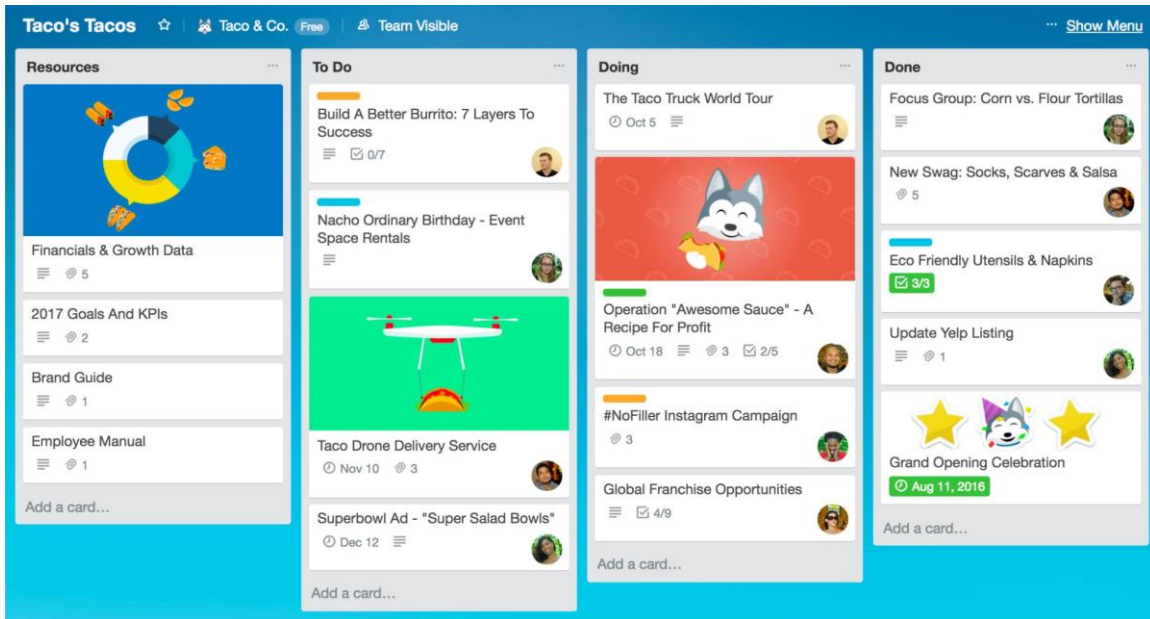 Taco's Tacos Taco & Co. Free Team Visible ... Show Menu
Resources ...
Financials & Growth Data
5
2017 Goals And KPIs
2
Brand Guide
1
Employee Manual
1
Add a card...
To Do ...
Build A Better Burrito: 7 Layers To
Success
0/7
Nacho Ordinary Birthday - Event
Space Rentals
Taco Drone Delivery Service
Nov 10 3
Superbowl Ad - "Super Salad Bowls"
Dec 12
Add a card...
Doing ...
The Taco Truck World Tour
Oct 5
Operation "Awesome Sauce" - A
Recipe For Profit
Oct 18 3 2/5
#NoFiller Instagram Campaign
3
Global Franchise Opportunities
4/9
Add a card...
Done ...
Focus Group: Corn vs. Flour Tortillas
New Swag: Socks, Scarves & Salsa
5
Eco Friendly Utensils & Napkins
3/3
Update Yelp Listing
1
Grand Opening Celebration
Aug 11, 2016
Add a card...